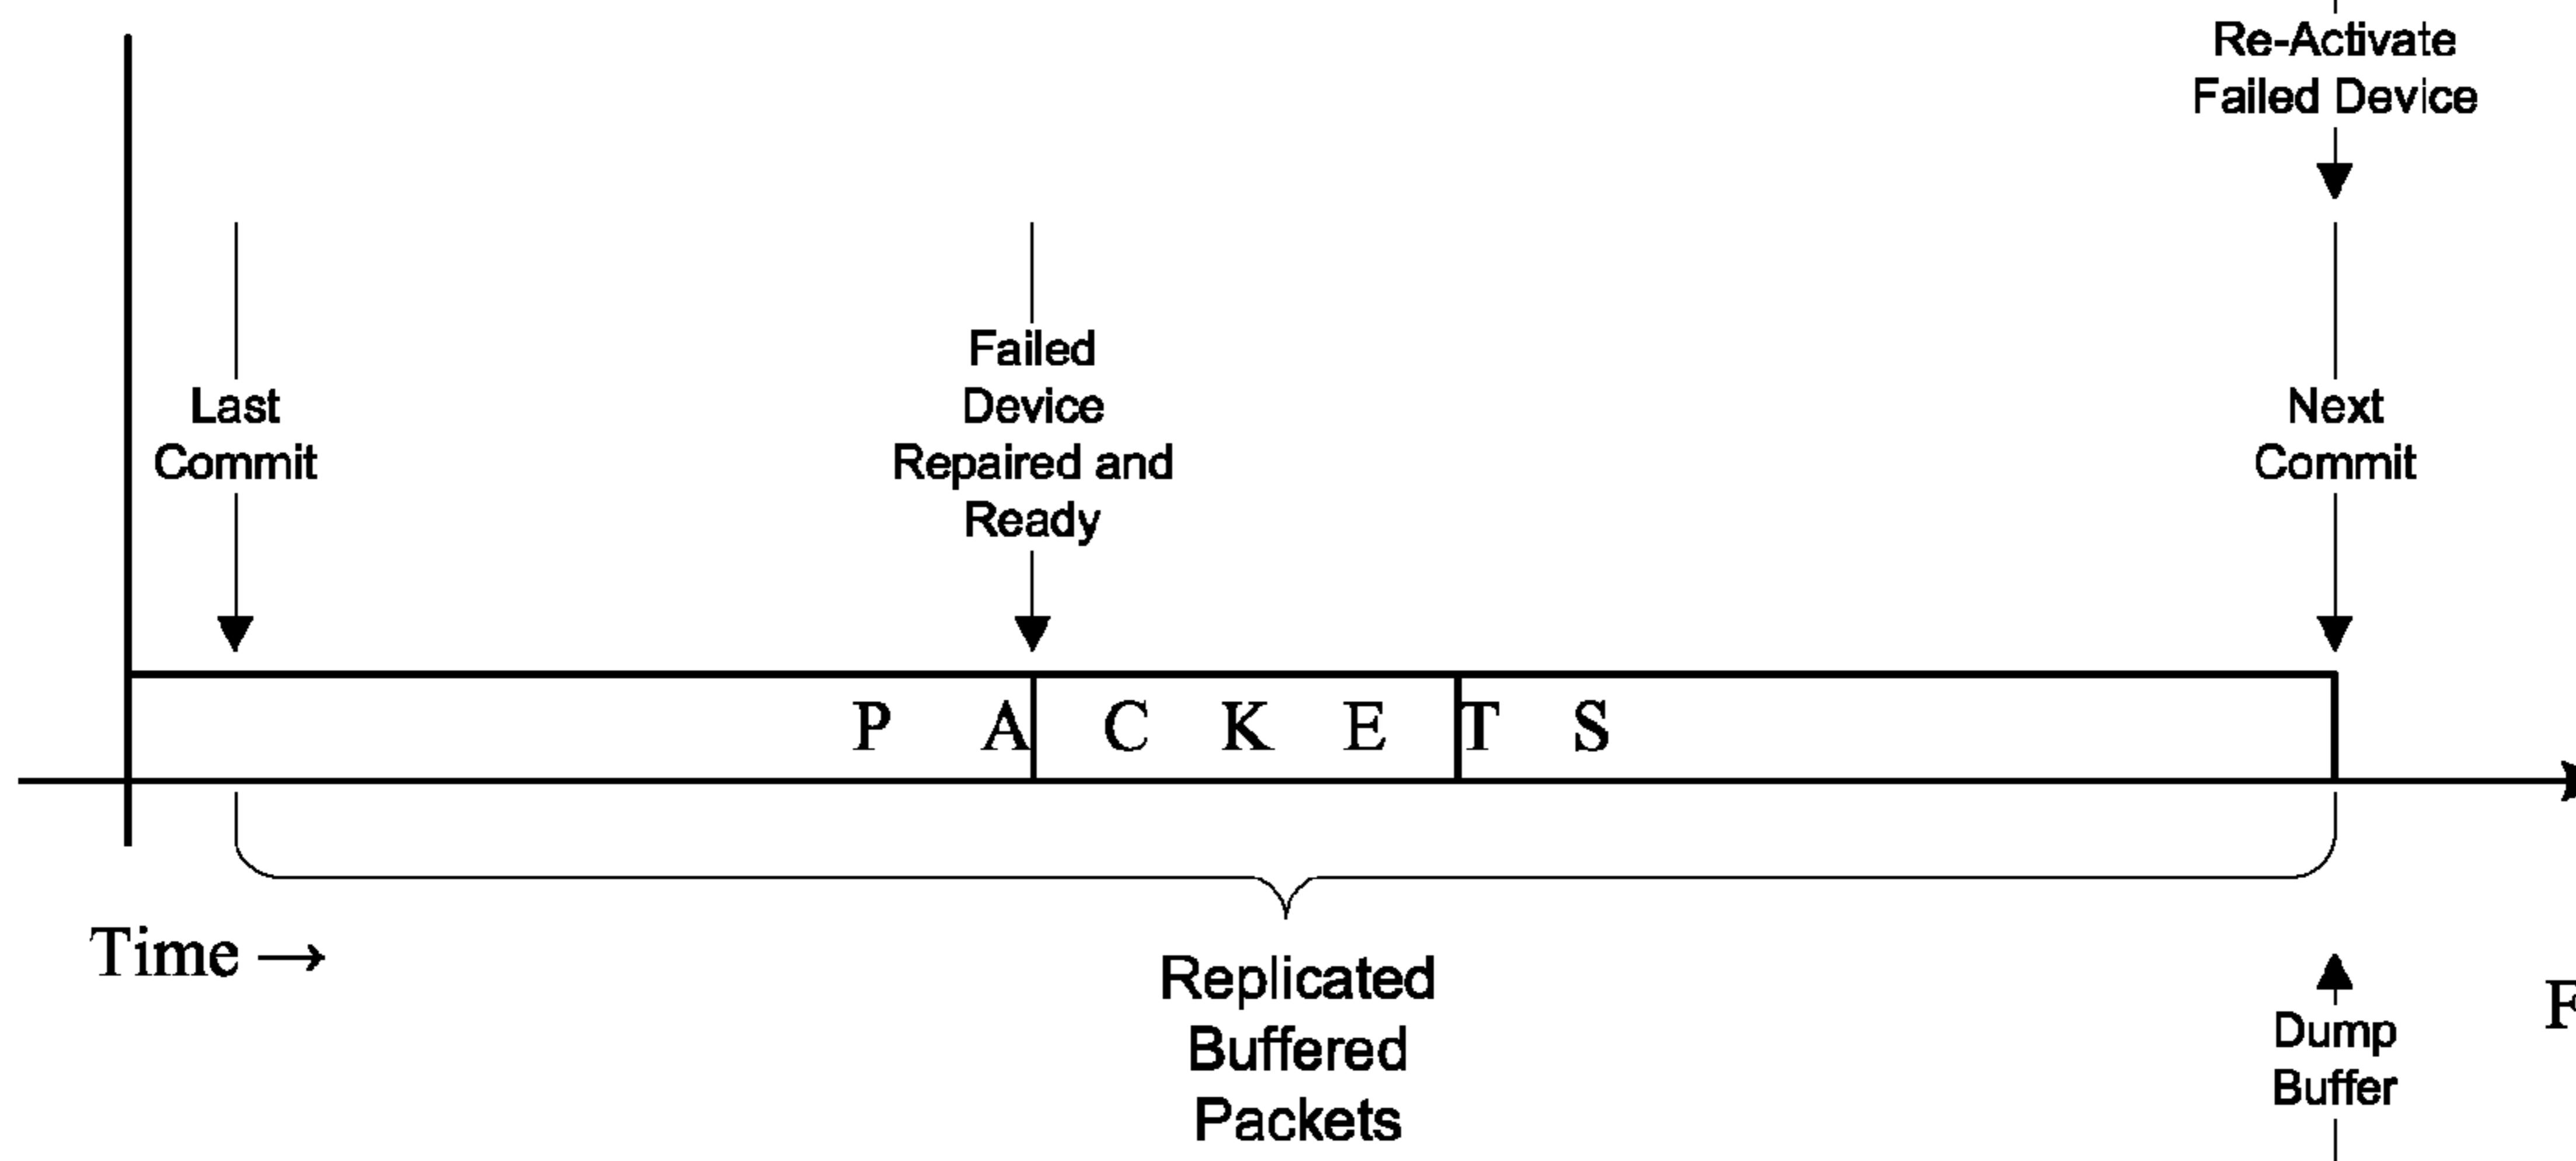 Re-Activate
Failed Device
Last
Commit
Failed
Device
Repaired and
Ready
Next
Commit
P A C K E T S
Time →
Replicated
Buffered
Packets
Dump
Buffer